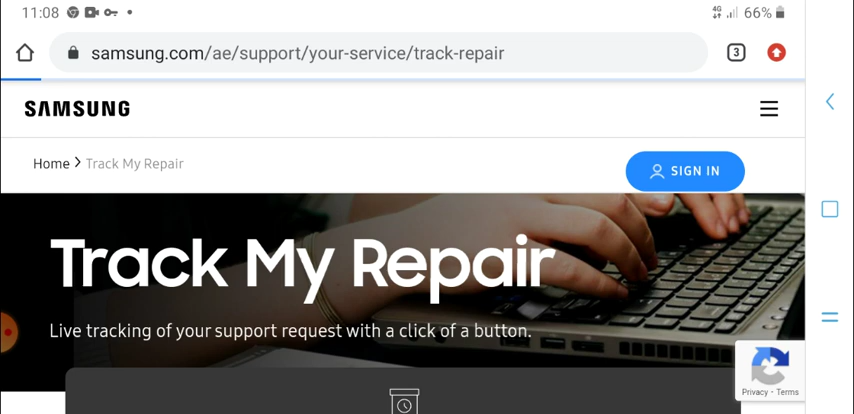 11:08
4G 66%
samsung.com/ae/support/your-service/track-repair
3
SAMSUNG
Home > Track My Repair
SIGN IN
Track My Repair
Live tracking of your support request with a click of a button.
Privacy - Terms